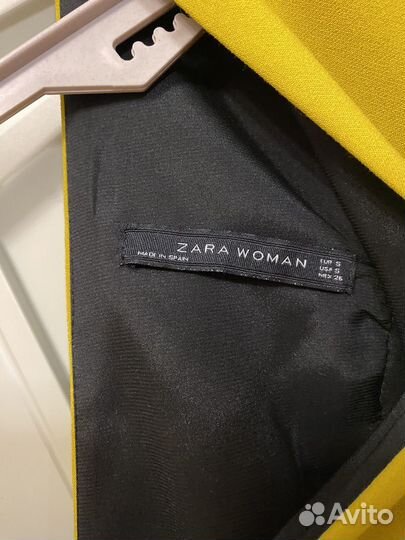 ZARA WOMAN
MADE IN SPAIN
EUR S
USA S
MEX 26
Avito